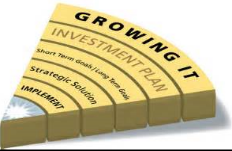 GROWING IT
INVESTMENT PLAN
Short Term Goals / Long Term Goals
Strategic Solution
IMPLEMENT